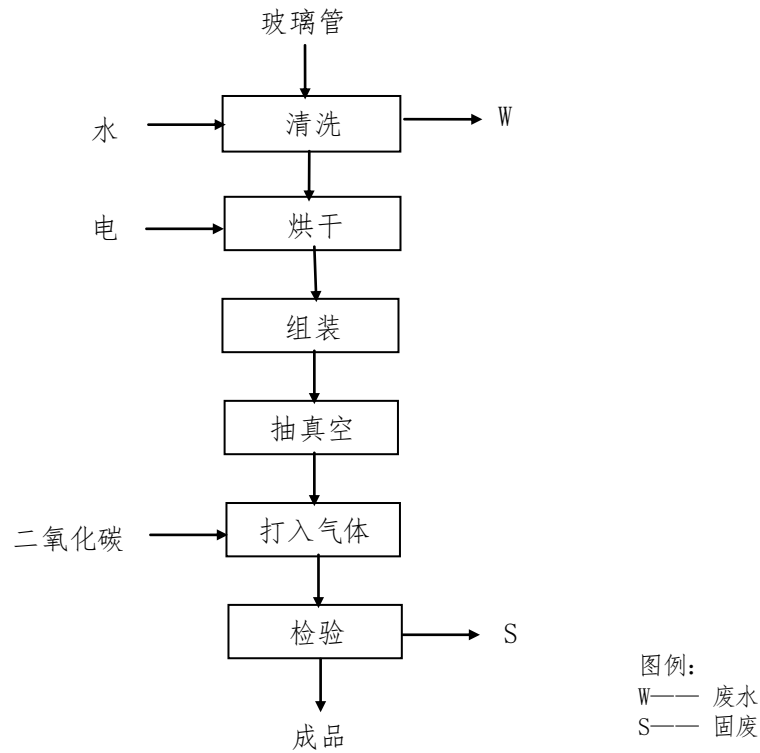 玻璃管
水
清洗
W
电
烘干
组装
抽真空
二氧化碳
打入气体
检验
S
成品
图例：
W—— 废水
S—— 固废